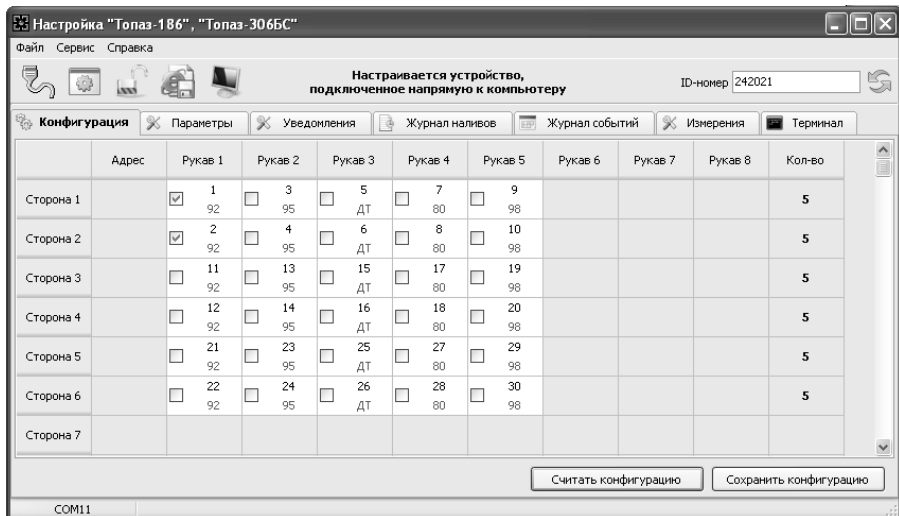 Настройка "Топаз-186", "Топаз-306БС"
Файл Сервис Справка
Настраивается устройство,
подключенное напрямую к компьютеру
ID-номер 242021
Конфигурация Параметры Уведомления Журнал наливов Журнал событий Измерения Терминал
Адрес Рукав 1 Рукав 2 Рукав 3 Рукав 4 Рукав 5 Рукав 6 Рукав 7 Рукав 8 Кол-во
Сторона 1 1 3 5 7 9 5
92 95 ДТ 80 98
Сторона 2 2 4 6 8 10 5
92 95 ДТ 80 98
Сторона 3 11 13 15 17 19 5
92 95 ДТ 80 98
Сторона 4 12 14 16 18 20 5
92 95 ДТ 80 98
Сторона 5 21 23 25 27 29 5
92 95 ДТ 80 98
Сторона 6 22 24 26 28 30 5
92 95 ДТ 80 98
Сторона 7
Считать конфигурацию Сохранить конфигурацию
COM11